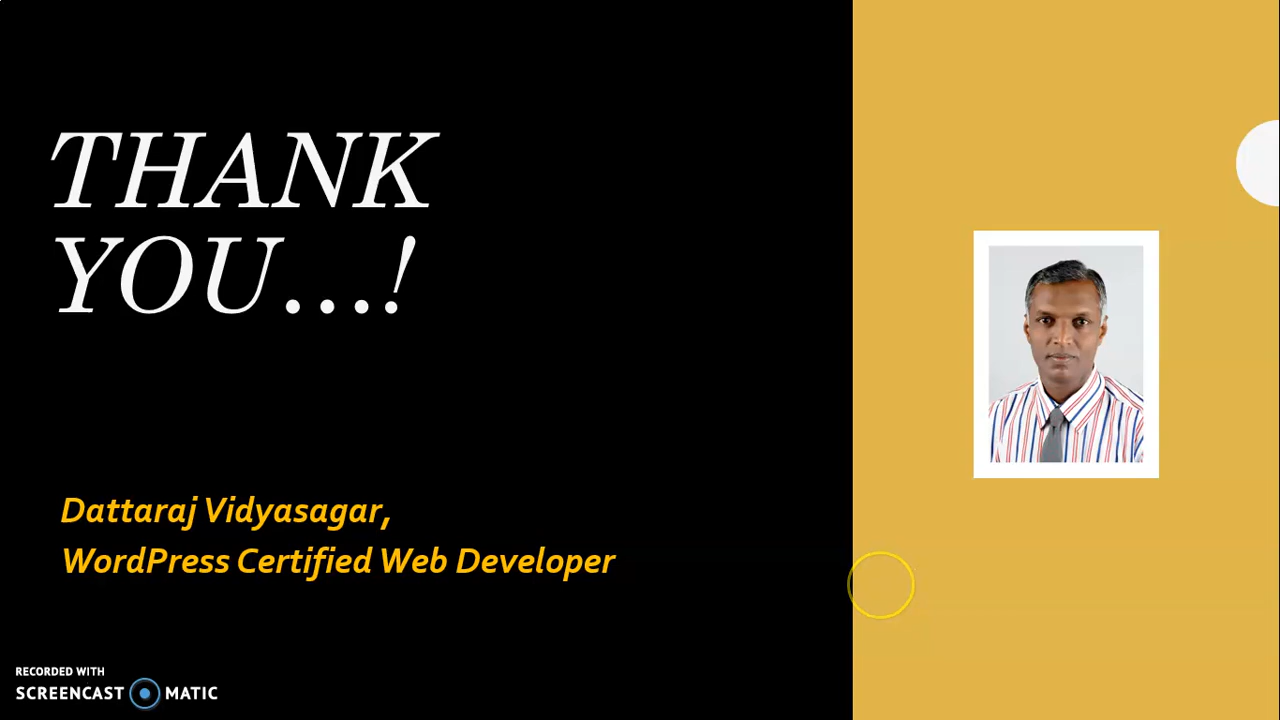 THANK
YOU...!
Dattaraj Vidyasagar,
WordPress Certified Web Developer
RECORDED WITH
SCREENCAST MATIC